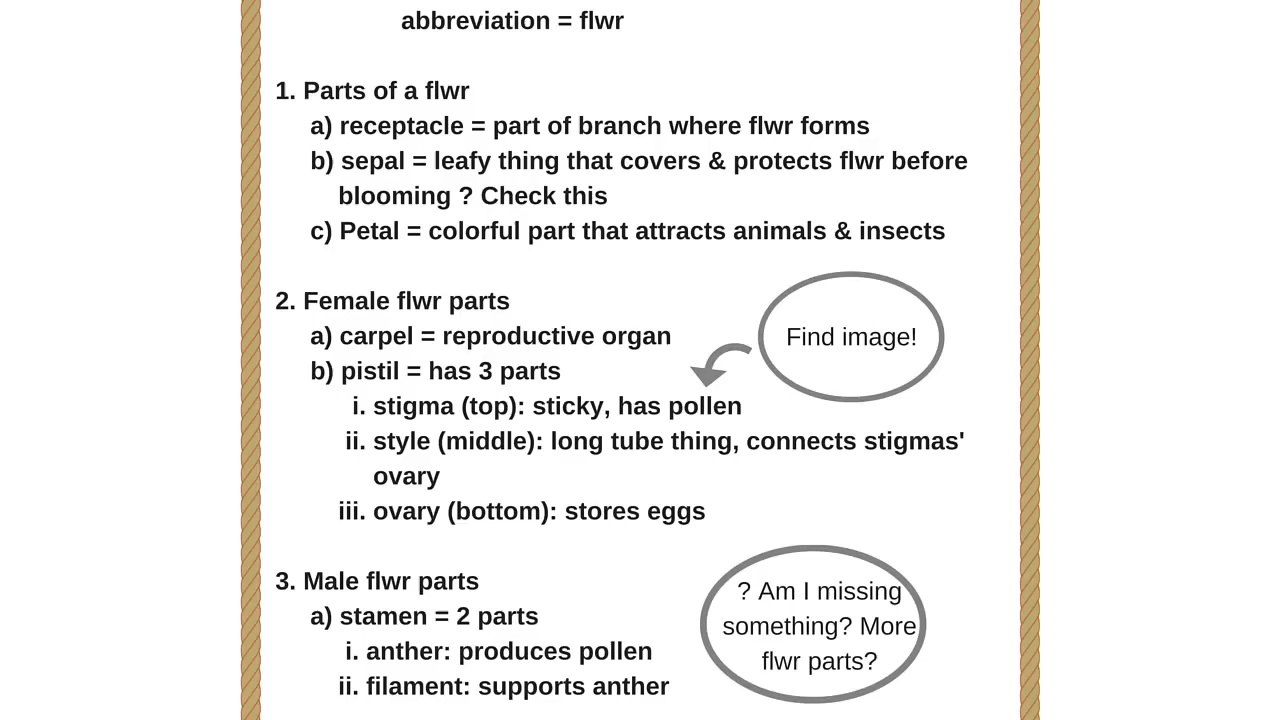 abbreviation = flwr
1. Parts of a flwr
a) receptacle = part of branch where flwr forms
b) sepal = leafy thing that covers & protects flwr before
blooming ? Check this
c) Petal = colorful part that attracts animals & insects
2. Female flwr parts
a) carpel = reproductive organ
Find image!
b) pistil = has 3 parts
i. stigma (top): sticky, has pollen
ii. style (middle): long tube thing, connects stigmas'
ovary
iii. ovary (bottom): stores eggs
3. Male flwr parts
a) stamen = 2 parts
i. anther: produces pollen
ii. filament: supports anther
? Am I missing
something? More
flwr parts?